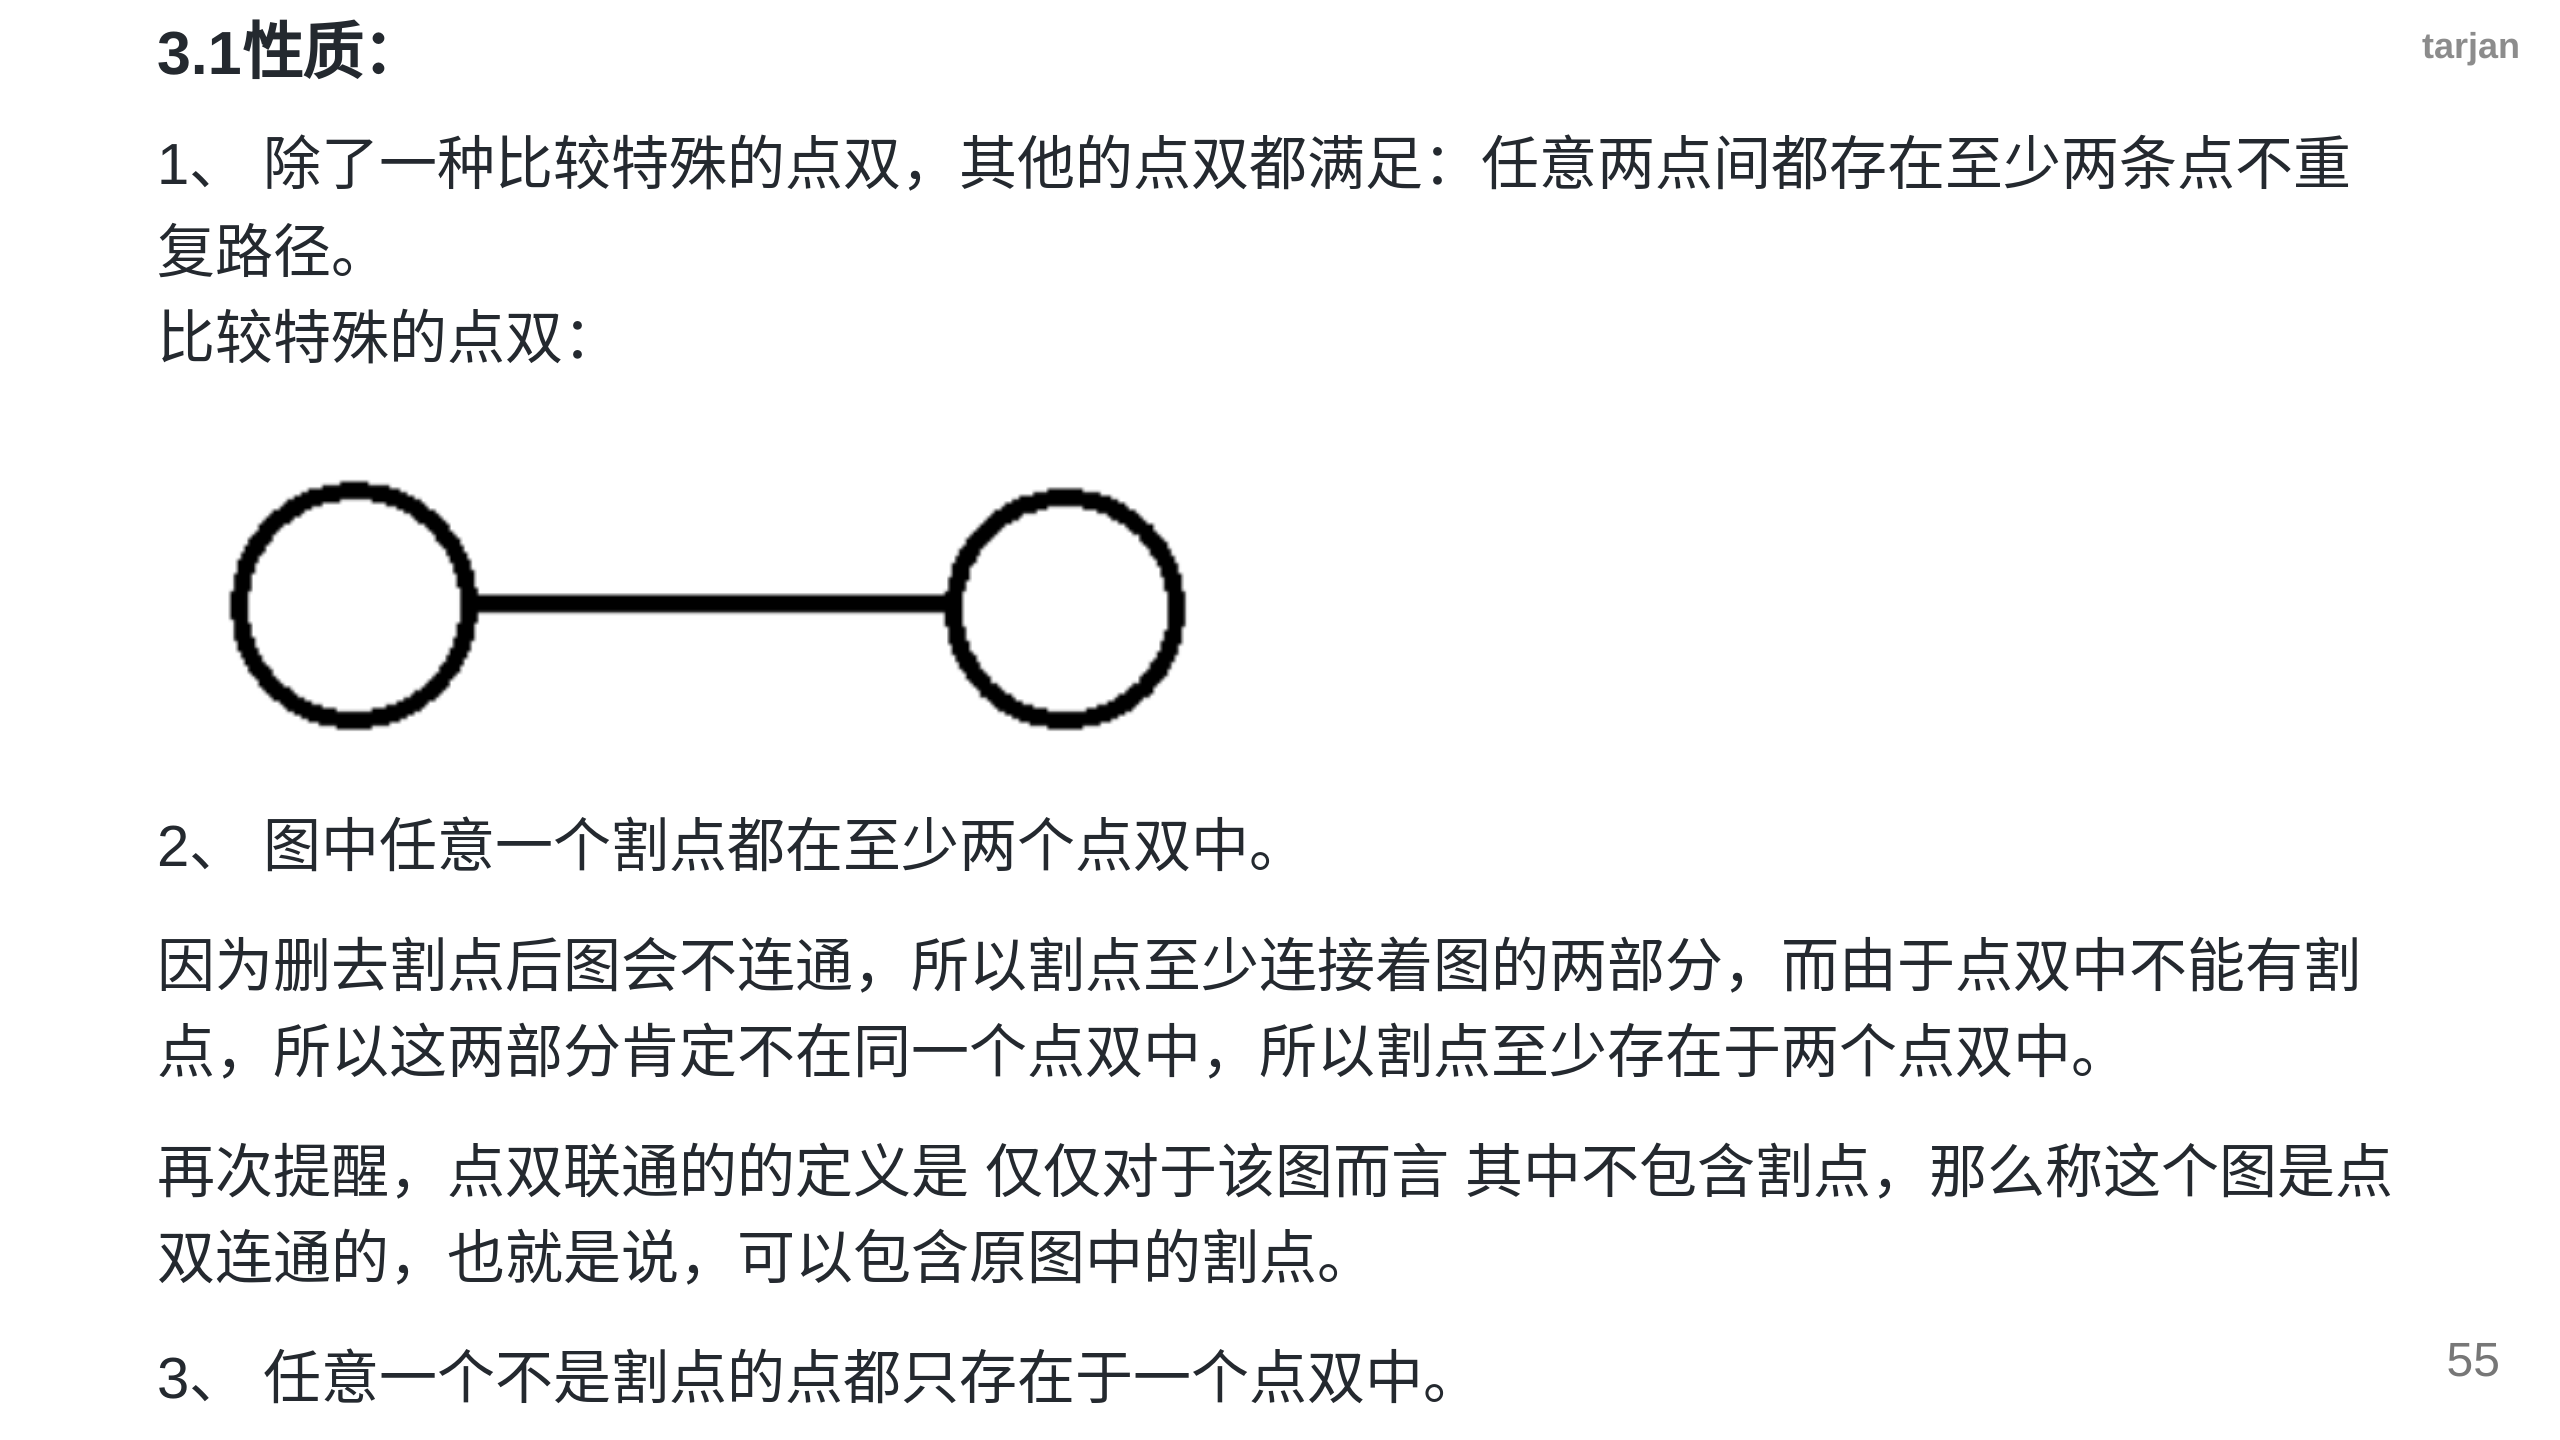 3.1性质：
tarjan
1、 除了一种比较特殊的点双，其他的点双都满足：任意两点间都存在至少两条点不重
复路径。
比较特殊的点双：
2、 图中任意一个割点都在至少两个点双中。
因为删去割点后图会不连通，所以割点至少连接着图的两部分，而由于点双中不能有割
点，所以这两部分肯定不在同一个点双中，所以割点至少存在于两个点双中。
再次提醒，点双联通的的定义是 仅仅对于该图而言 其中不包含割点，那么称这个图是点
双连通的，也就是说，可以包含原图中的割点。
3、 任意一个不是割点的点都只存在于一个点双中。
55